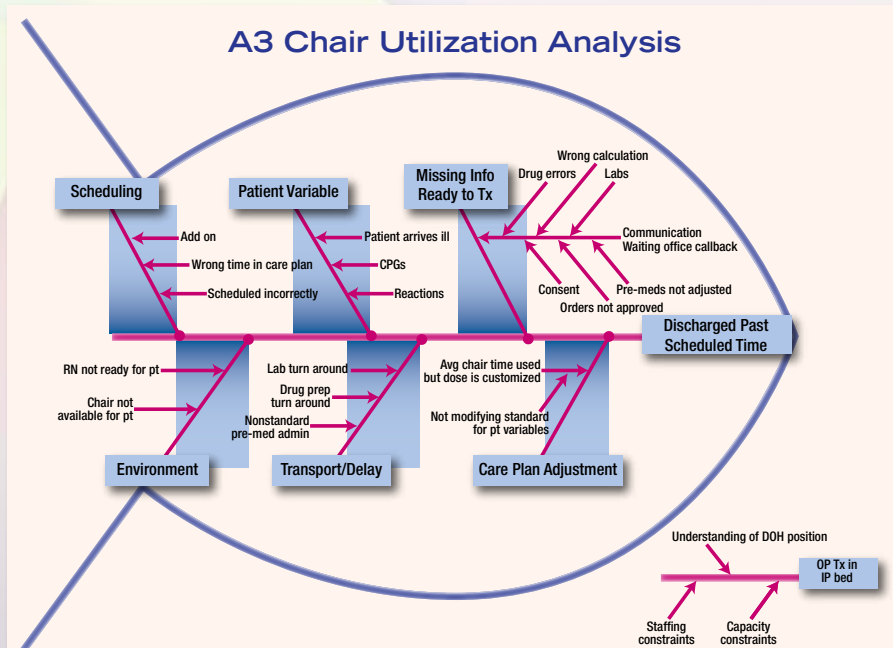 A3 Chair Utilization Analysis
Scheduling
Add on
Wrong time in care plan
Scheduled incorrectly
Patient Variable
Patient arrives ill
CPGs
Reactions
Missing Info
Ready to Tx
Wrong calculation
Drug errors
Labs
Communication
Waiting office callback
Consent
Pre-meds not adjusted
Orders not approved
Discharged Past
Scheduled Time
RN not ready for pt
Chair not
available for pt
Environment
Lab turn around
Drug prep
turn around
Nonstandard
pre-med admin
Transport/Delay
Avg chair time used
but dose is customized
Not modifying standard
for pt variables
Care Plan Adjustment
Understanding of DOH position
OP Tx in
IP bed
Staffing
constraints
Capacity
constraints